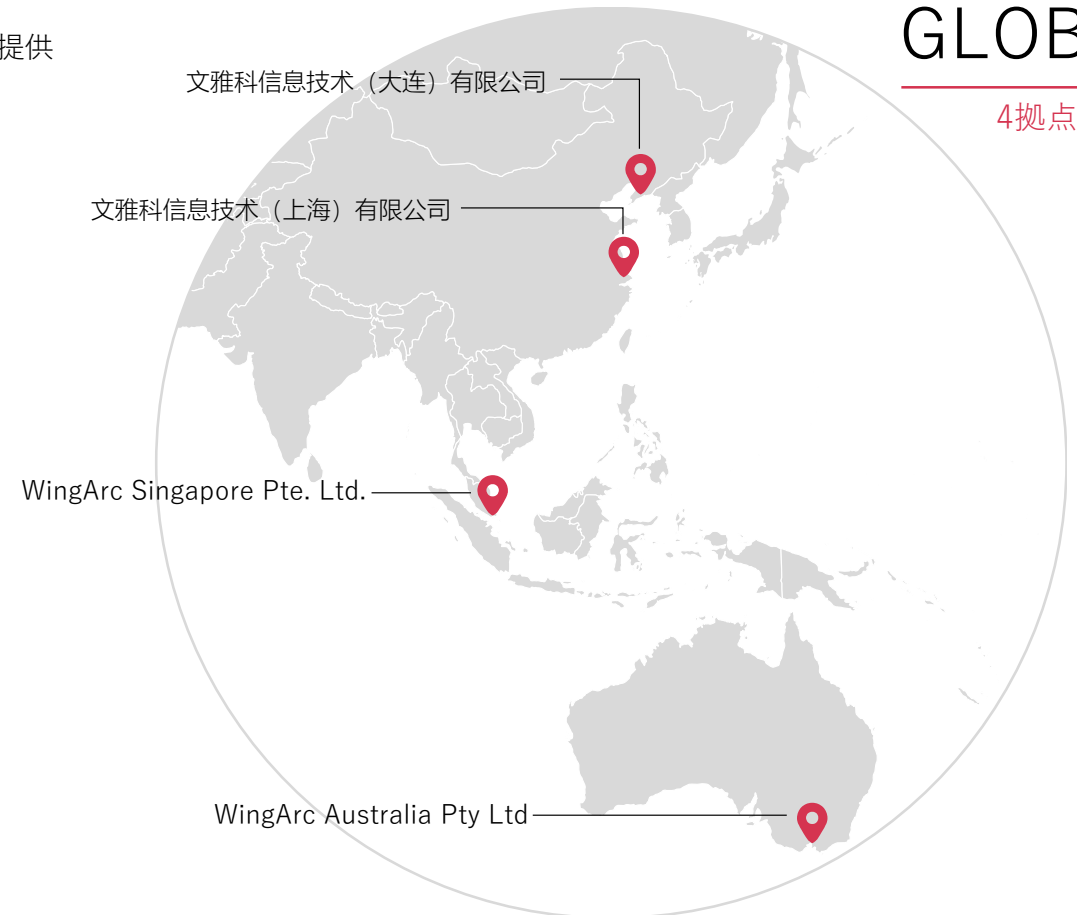 提供
GLOB
4拠点
文雅科信息技术（大连）有限公司
文雅科信息技术（上海）有限公司
WingArc Singapore Pte. Ltd.
WingArc Australia Pty Ltd